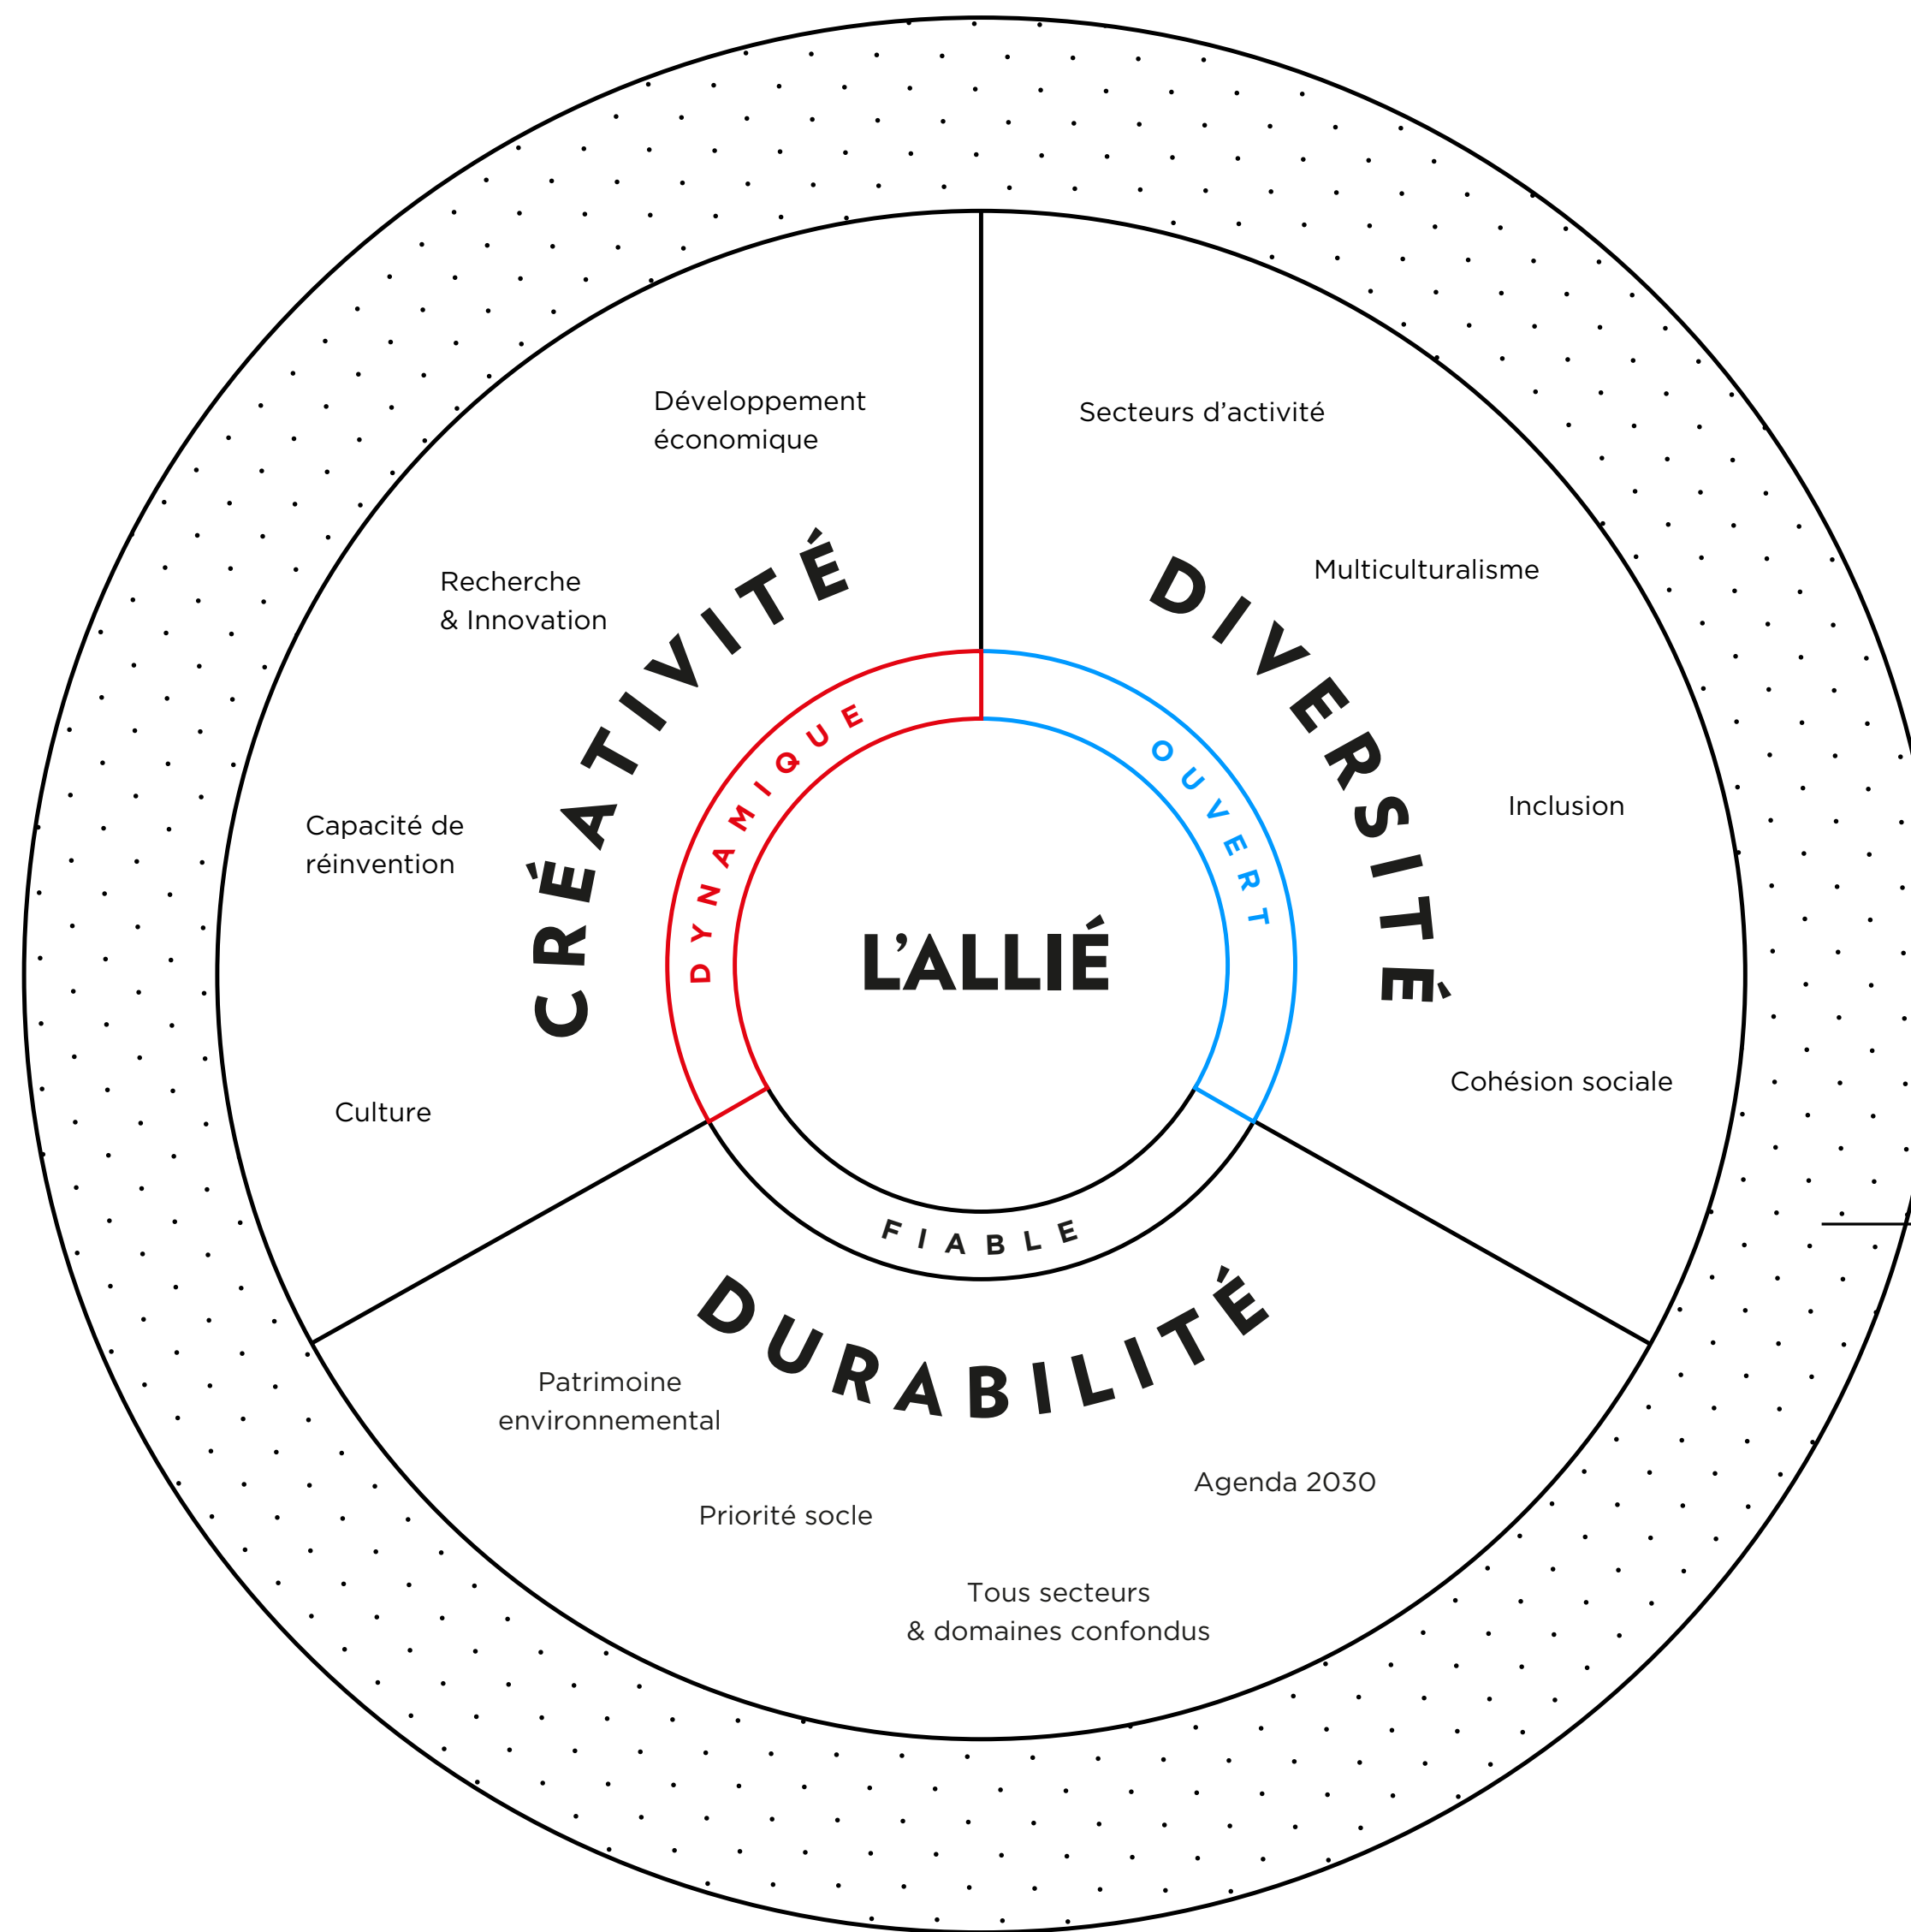 Développement
économique
Recherche
& Innovation
Capacité de
réinvention
Culture
CRÉATIVITÉ
DYNAMIQUE
Secteurs d’activité
Multiculturalisme
Inclusion
Cohésion sociale
DIVERSITÉ
OUVERT
L’ALLIÉ
FIABLE
DURABILITÉ
Patrimoine
environnemental
Priorité socle
Agenda 2030
Tous secteurs
& domaines confondus